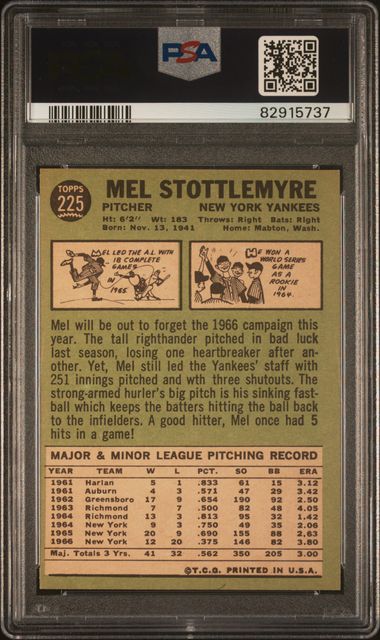 PSA
82915737
TOPPS
225
MEL STOTTLEMYRE
PITCHER NEW YORK YANKEES
Ht: 6'2" Wt: 183 Throws: Right Bats: Right
Born: Nov. 13, 1941 Home: Mabton, Wash.
MEL LED THE A.L. WITH
18 COMPLETE
GAMES
IN
1965.
HE WON A
WORLD SERIES
GAME
AS A
ROOKIE
IN
1964.
Mel will be out to forget the 1966 campaign this
year. The tall righthander pitched in bad luck
last season, losing one heartbreaker after an-
other. Yet, Mel still led the Yankees' staff with
251 innings pitched and wth three shutouts. The
strong-armed hurler's big pitch is his sinking fast-
ball which keeps the batters hitting the ball back
to the infielders. A good hitter, Mel once had 5
hits in a game!
MAJOR & MINOR LEAGUE PITCHING RECORD
YEAR TEAM W L PCT. SO BB ERA
1961 Harlan 5 1 .833 61 15 3.12
1961 Auburn 4 3 .571 47 29 3.42
1962 Greensboro 17 9 .654 190 92 2.50
1963 Richmond 7 7 .500 82 48 4.05
1964 Richmond 13 3 .813 95 32 1.42
1964 New York 9 3 .750 49 35 2.06
1965 New York 20 9 .690 155 88 2.63
1966 New York 12 20 .375 146 82 3.80
Maj. Totals 3 Yrs. 41 32 .562 350 205 3.00
©T.C.G. PRINTED IN U.S.A.